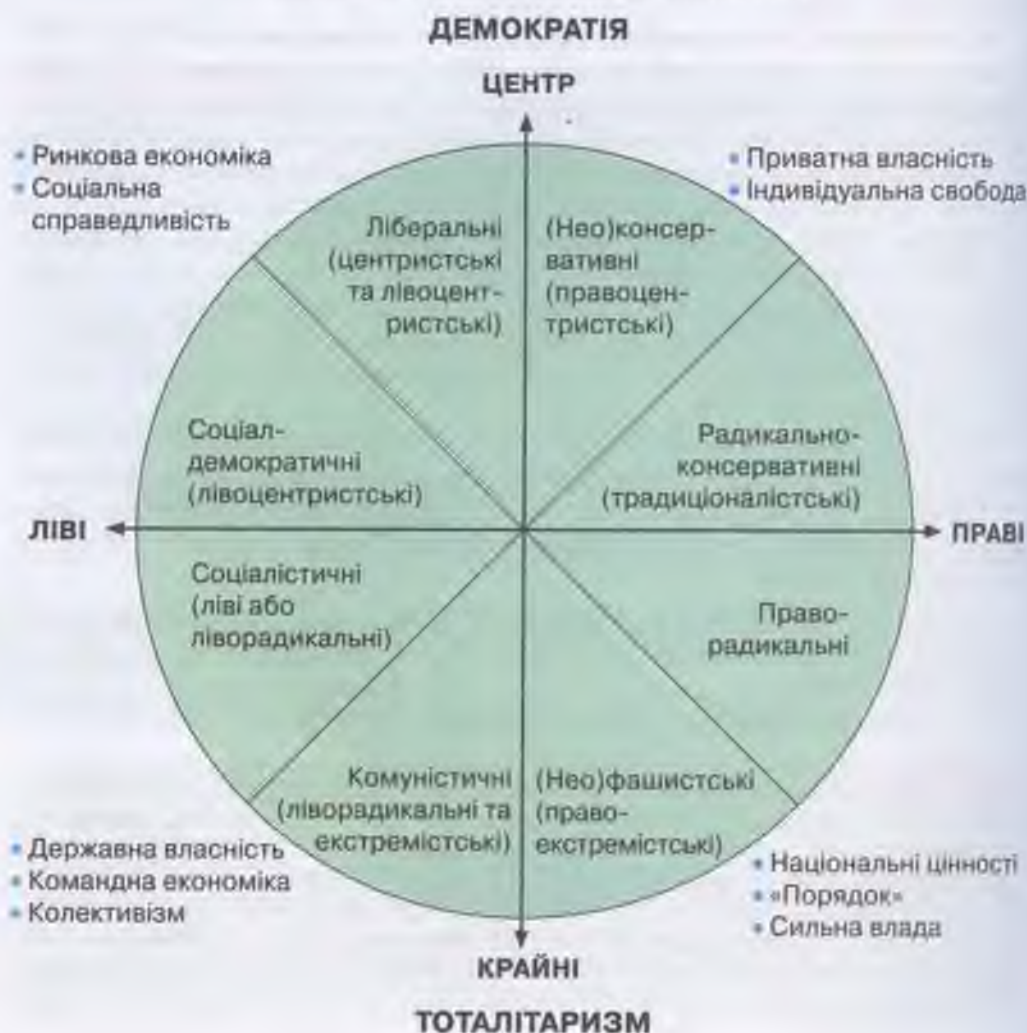 ДЕМОКРАТІЯ
ЦЕНТР
• Ринкова економіка
• Соціальна
справедливість
• Приватна власність
• Індивідуальна свобода
Ліберальні
(центристські
та лівоцент-
ристські)
(Нео)консер-
вативні
(правоцен-
тристські)
Соціал-
демократичні
(лівоцентристські)
Радикально-
консервативні
(традиціоналістські)
ЛІВІ
ПРАВІ
Соціалістичні
(ліві або
ліворадикальні)
Право-
радикальні
Комуністичні
(ліворадикальні та
екстремістські)
(Нео)фашистські
(право-
екстремістські)
• Державна власність
• Командна економіка
• Колективізм
• Національні цінності
• «Порядок»
• Сильна влада
КРАЙНІ
ТОТАЛІТАРИЗМ